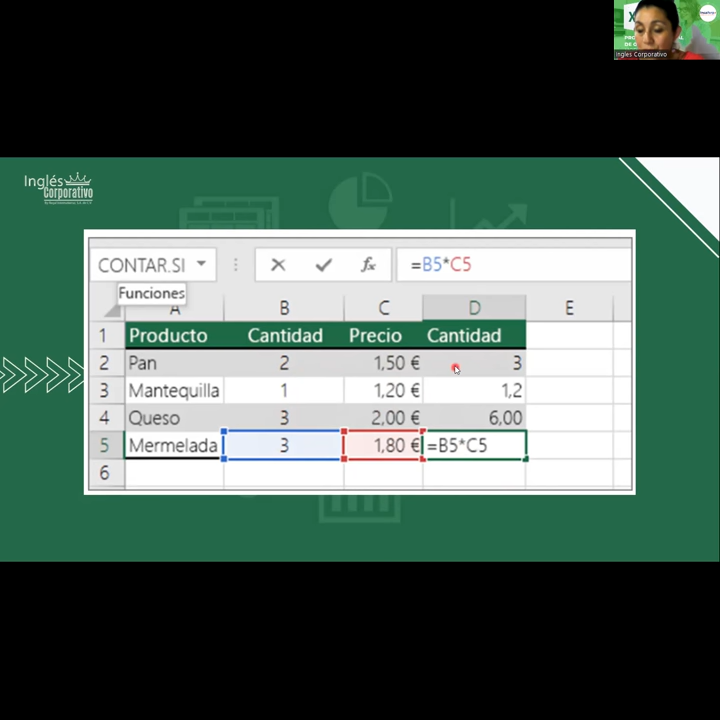 Inglés Corporativo
Inglés
Corporativo
CONTAR.SI
fx
=B5*C5
Funciones
A B C D E
1 Producto Cantidad Precio Cantidad
2 Pan 2 1,50 € 3
3 Mantequilla 1 1,20 € 1,2
4 Queso 3 2,00 € 6,00
5 Mermelada 3 1,80 € =B5*C5
6